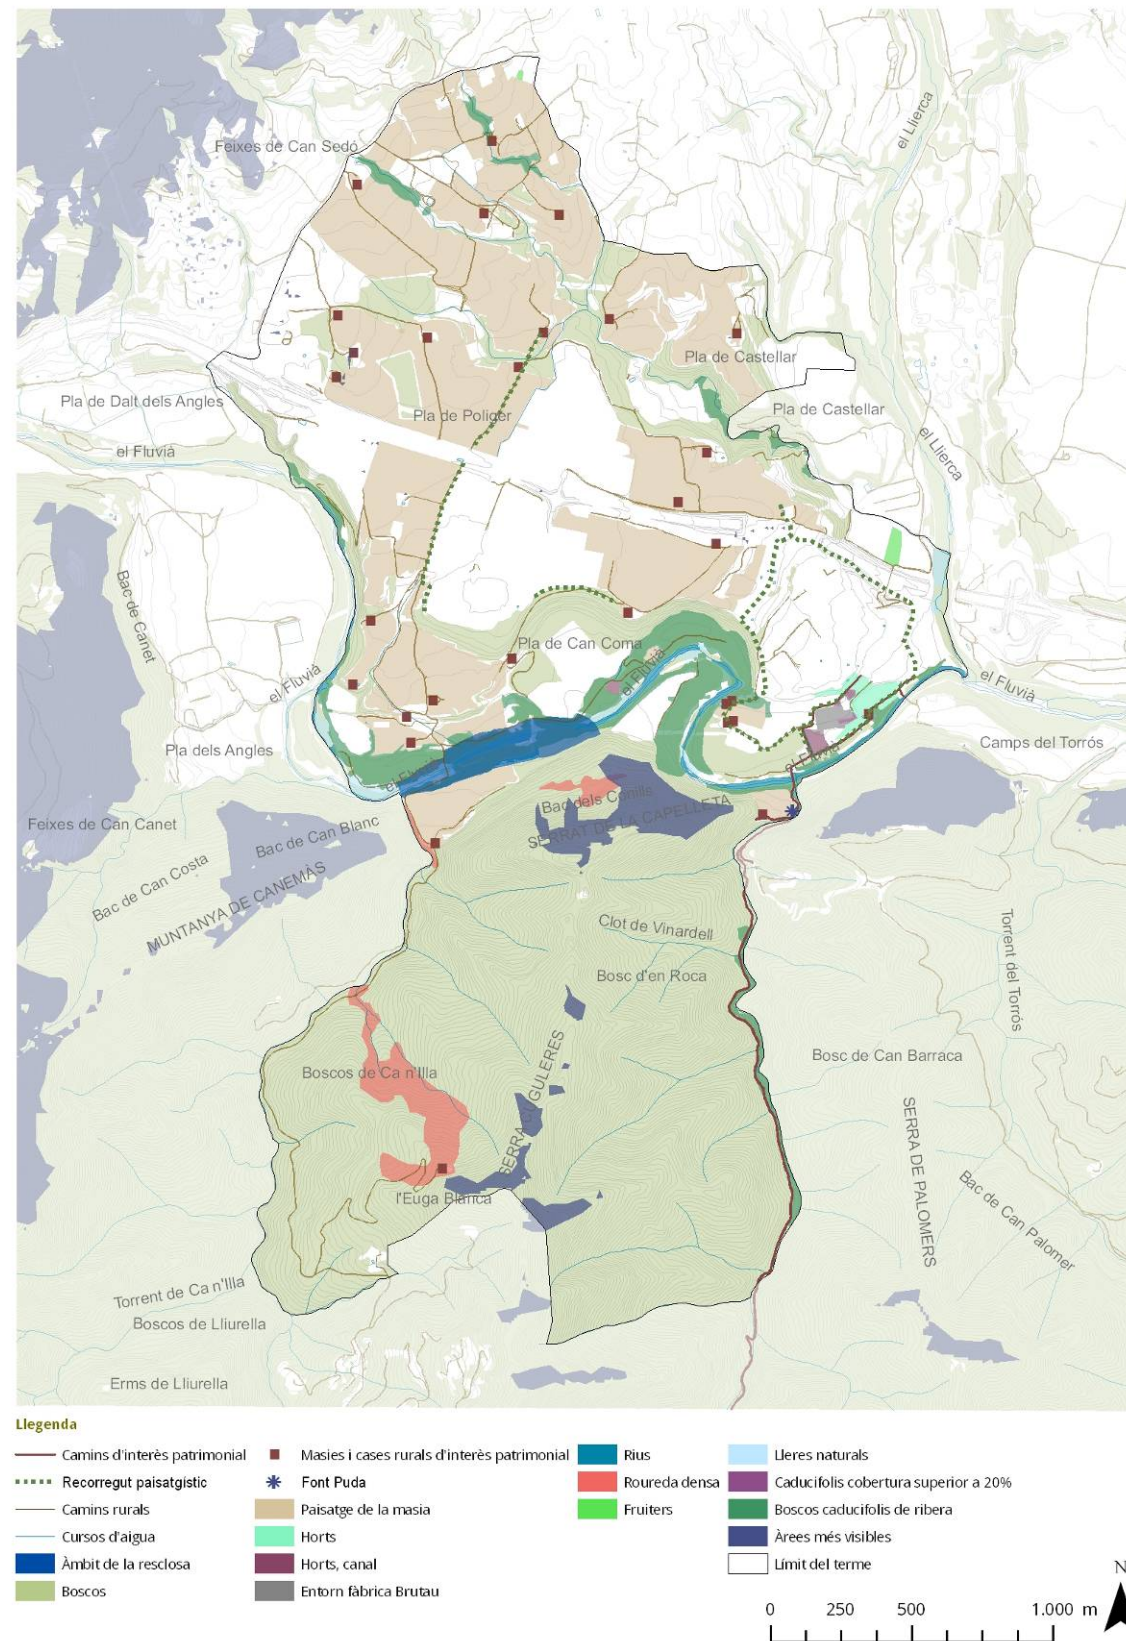 el Llierca
Feixes de Can Sedó
Pla de Castellar
Pla de Dalt dels Angles
Pla de Poliger
Pla de Castellar
el Fluvià
el Llierca
Bac de Canet
Pla de Can Coma
el Fluvià
el Fluvià
el Fluvià
Pla dels Angles
Camps del Torrós
el Fluvià
el Fluvià
Bac dels Conills
SERRAT DE LA CAPELLETA
Feixes de Can Canet
Bac de Can Blanc
Bac de Can Costa
MUNTANYA DE CANEMÀS
Clot de Vinardell
Bosc d'en Roca
Torrent del Torrós
Bosc de Can Barraca
Boscos de Ca n'Illa
SERRA
GULERES
SERRA DE PALOMERS
Bac de Can Palomer
l'Euga Blanca
Torrent de Ca n'Illa
Boscos de Lliurella
Erms de Lliurella
Llegenda
Camins d'interès patrimonial
Recorregut paisatgístic
Camins rurals
Cursos d'aigua
Àmbit de la resclosa
Boscos
Masies i cases rurals d'interès patrimonial
Font Puda
Paisatge de la masia
Horts
Horts, canal
Entorn fàbrica Brutau
Rius
Roureda densa
Fruiters
Lleres naturals
Caducifolis cobertura superior a 20%
Boscos caducifolis de ribera
Àrees més visibles
Límit del terme
N
0 250 500 1.000 m